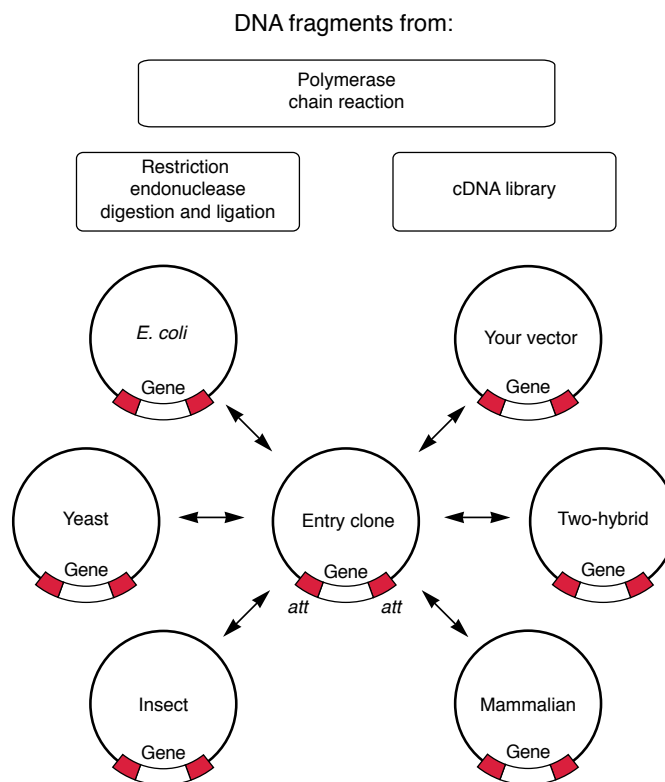 DNA fragments from:
Polymerase
chain reaction
Restriction
endonuclease
digestion and ligation
cDNA library
E. coli
Gene
Your vector
Gene
Yeast
Gene
Entry clone
Gene
att
att
Two-hybrid
Gene
Insect
Gene
Mammalian
Gene